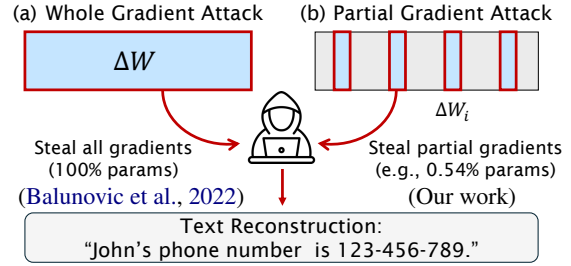 (a) Whole Gradient Attack
(b) Partial Gradient Attack
ΔW
ΔWi
Steal all gradients
(100% params)
(Balunovic et al., 2022)
Steal partial gradients
(e.g., 0.54% params)
(Our work)
Text Reconstruction:
“John’s phone number is 123-456-789.”